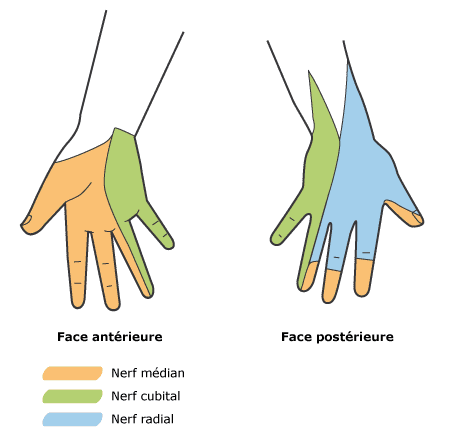 Face antérieure
Face postérieure
Nerf médian
Nerf cubital
Nerf radial